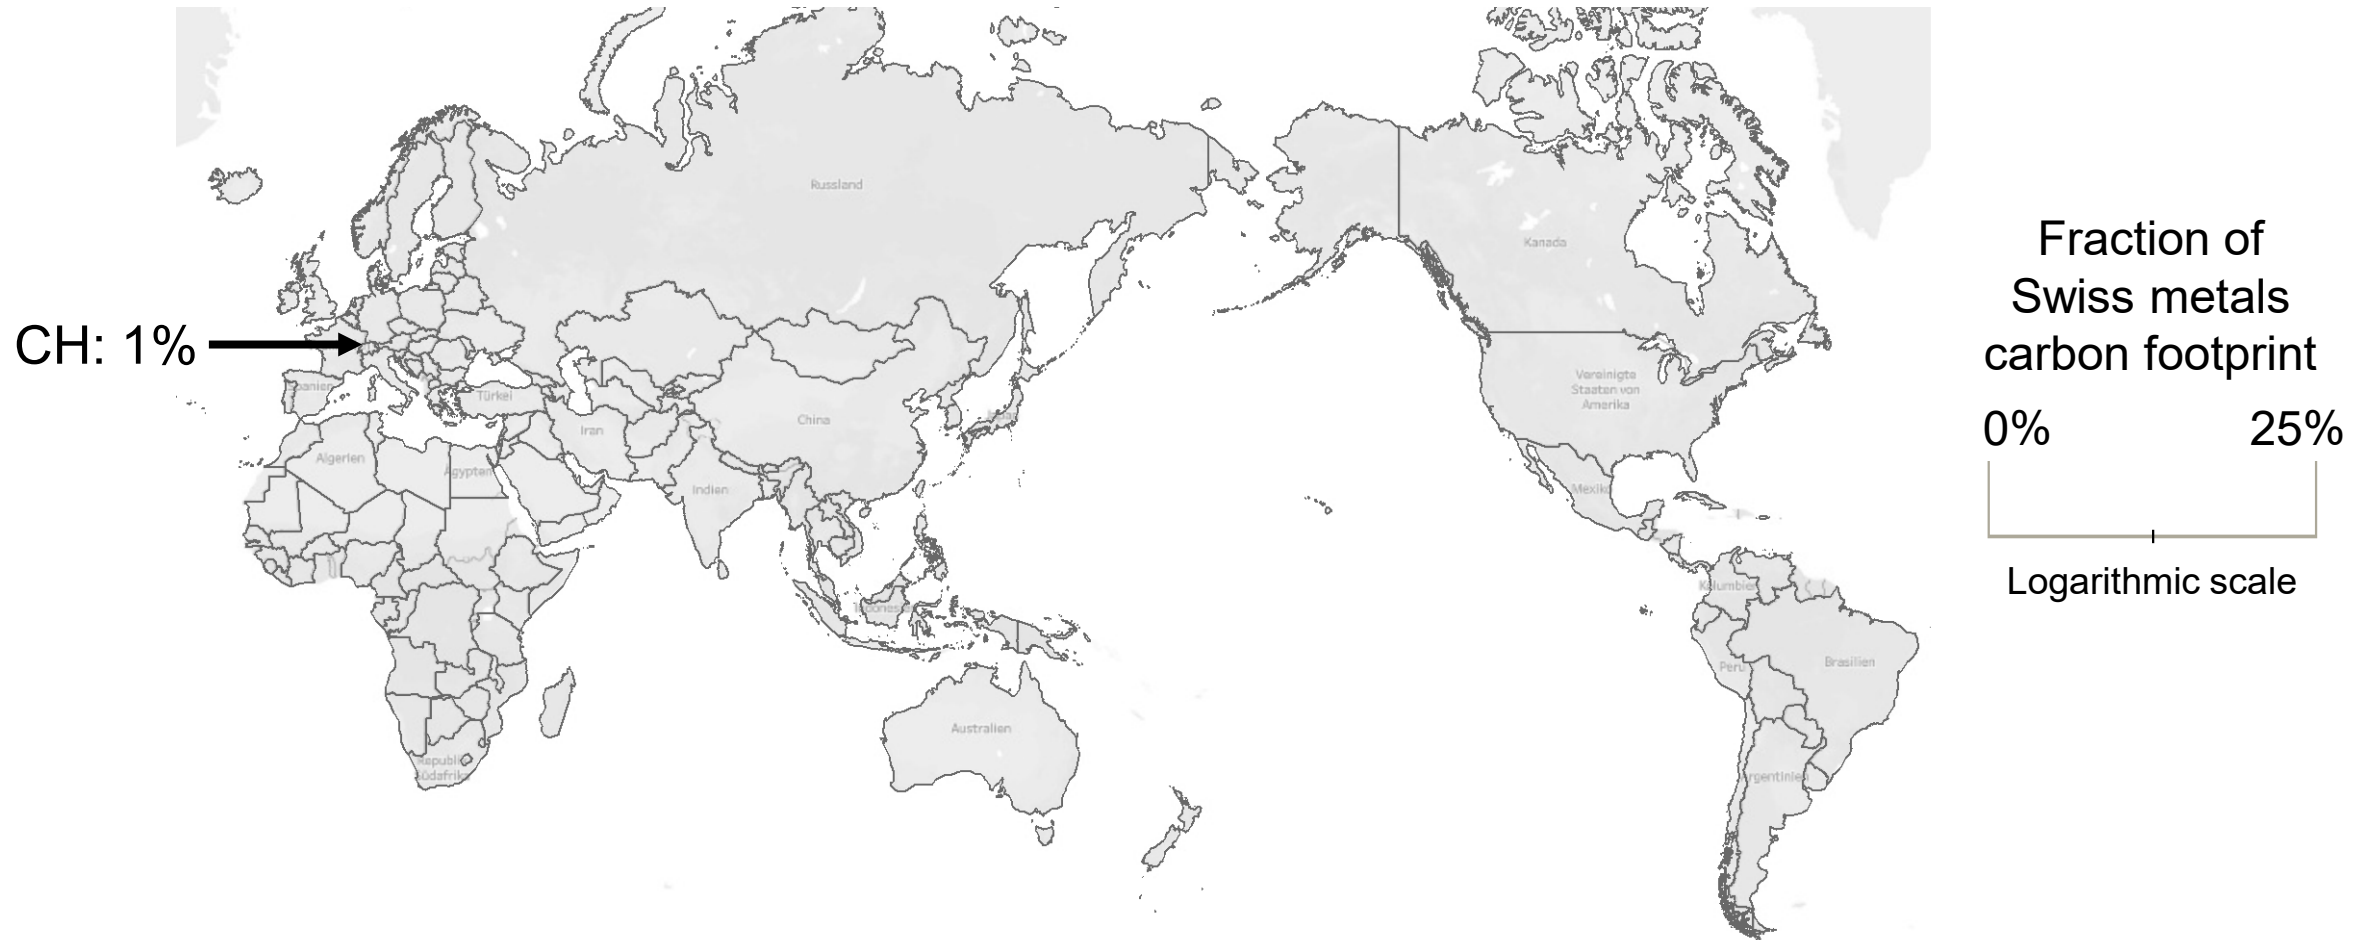 Russland
Kanada
Fraction of
Swiss metals
carbon footprint
CH: 1%
Vereinigte
Staaten von
Amerika
Spanien
Türkei
China
Iran
0%
25%
Algerien
Ägypten
Indien
Mexiko
Logarithmic scale
Kolumbien
Indonesien
Peru
Brasilien
Australien
Republik
Südafrika
Argentinien